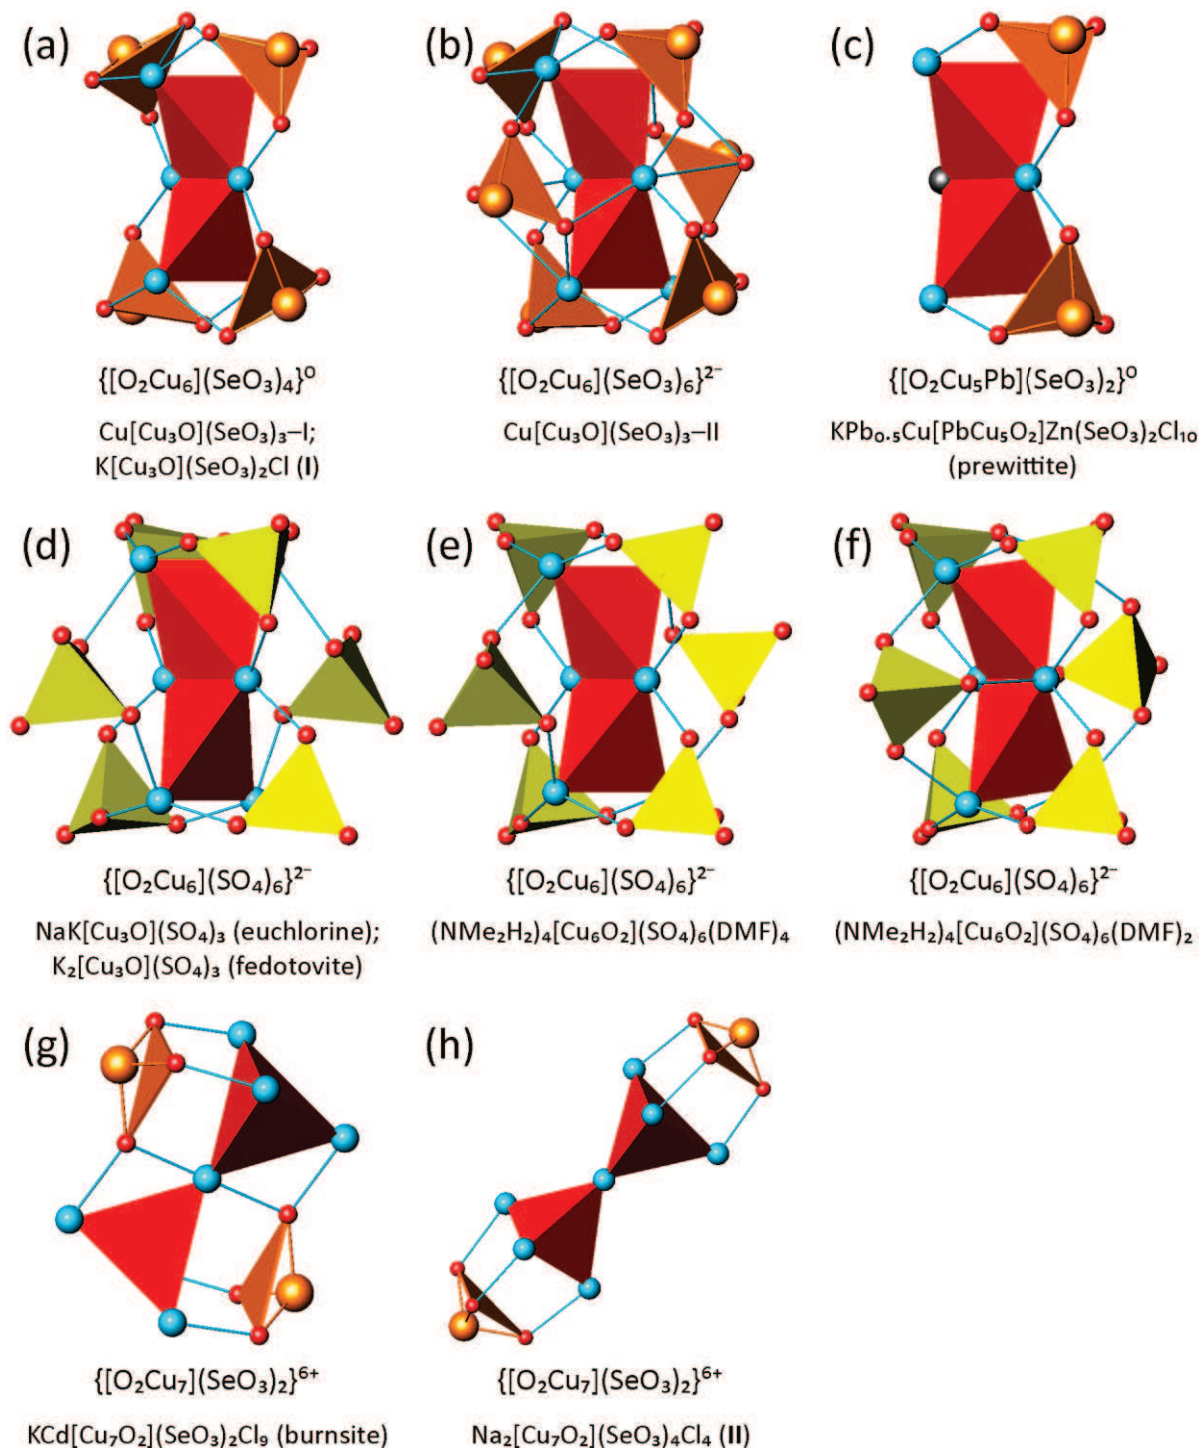 (a)
(b)
(c)
{[O₂Cu₆](SeO₃)₄}⁰
{[O₂Cu₆](SeO₃)₆}²⁻
{[O₂Cu₅Pb](SeO₃)₂}⁰
Cu[Cu₃O](SeO₃)₃–I;
K[Cu₃O](SeO₃)₂Cl (I)
Cu[Cu₃O](SeO₃)₃–II
KPb₀.₅Cu[PbCu₅O₂]Zn(SeO₃)₂Cl₁₀
(prewittite)
(d)
(e)
(f)
{[O₂Cu₆](SO₄)₆}²⁻
{[O₂Cu₆](SO₄)₆}²⁻
{[O₂Cu₆](SO₄)₆}²⁻
NaK[Cu₃O](SO₄)₃ (euchlorine);
K₂[Cu₃O](SO₄)₃ (fedotovite)
(NMe₂H₂)₄[Cu₆O₂](SO₄)₆(DMF)₄
(NMe₂H₂)₄[Cu₆O₂](SO₄)₆(DMF)₂
(g)
(h)
{[O₂Cu₇](SeO₃)₂}⁶⁺
{[O₂Cu₇](SeO₃)₂}⁶⁺
KCd[Cu₇O₂](SeO₃)₂Cl₉ (burnsite)
Na₂[Cu₇O₂](SeO₃)₄Cl₄ (II)